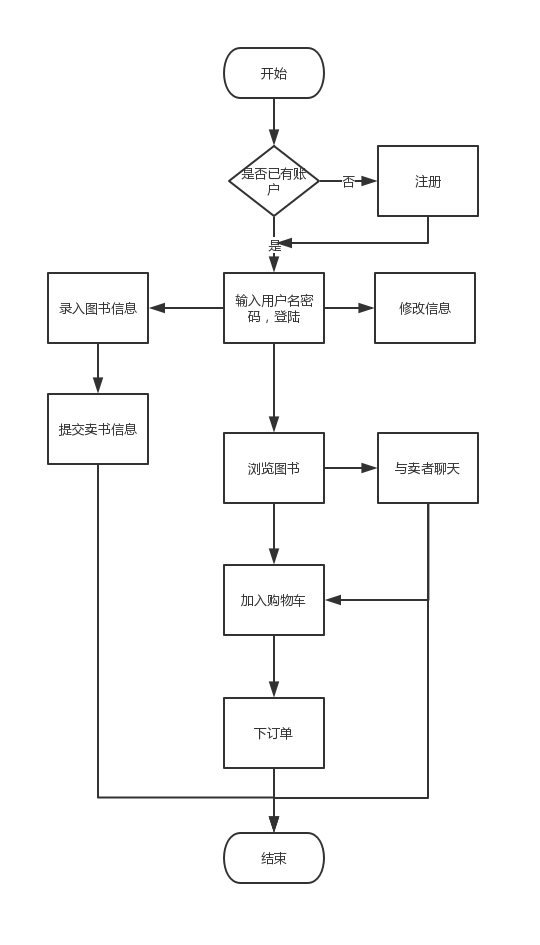 开始
是否已有账
户
否
注册
是
录入图书信息
输入用户名密
码，登陆
修改信息
提交卖书信息
浏览图书
与卖者聊天
加入购物车
下订单
结束